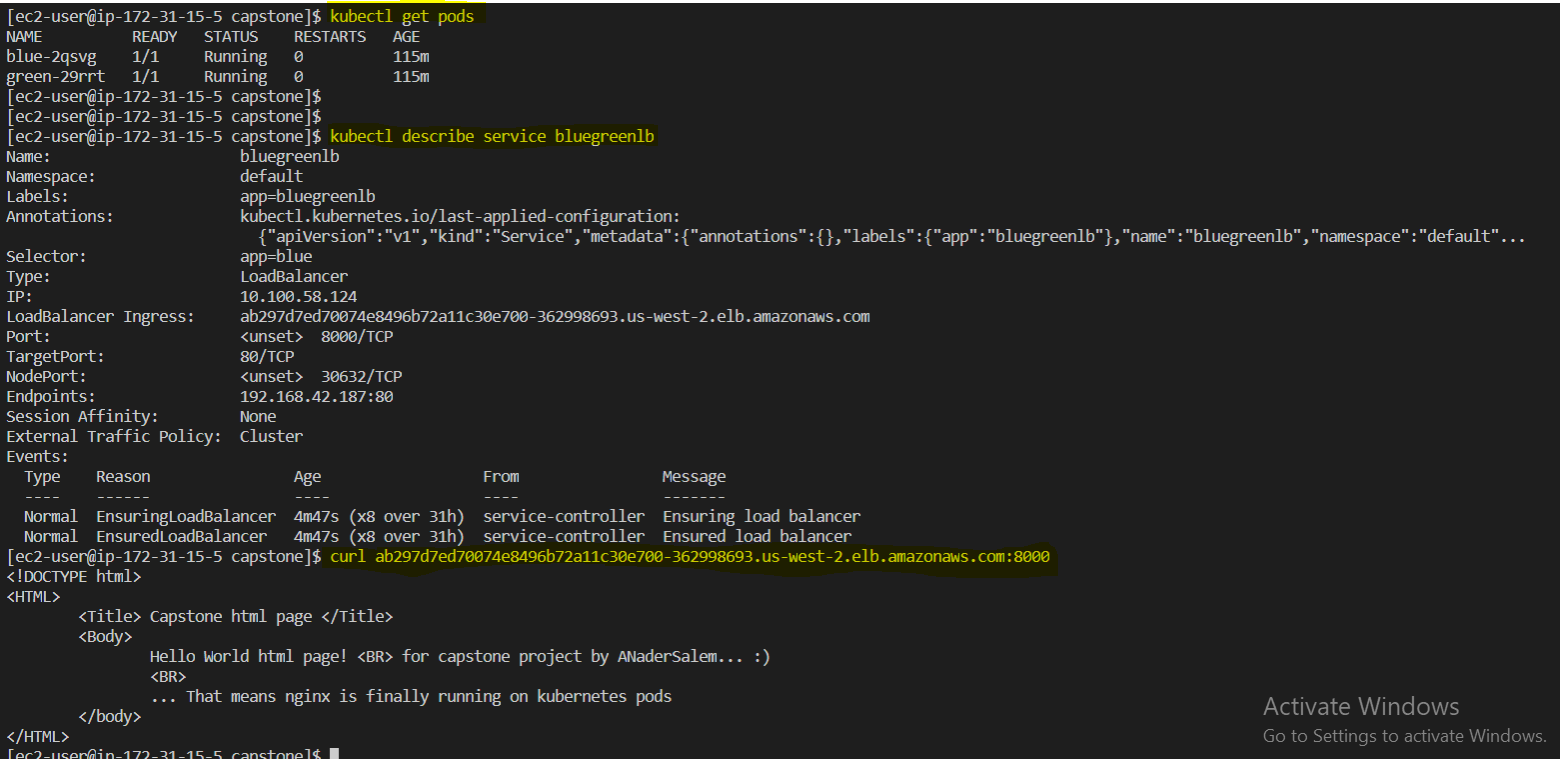 [ec2-user@ip-172-31-15-5 capstone]$ kubectl get pods
NAME READY STATUS RESTARTS AGE
blue-2qsvg 1/1 Running 0 115m
green-29rrt 1/1 Running 0 115m
[ec2-user@ip-172-31-15-5 capstone]$
[ec2-user@ip-172-31-15-5 capstone]$
[ec2-user@ip-172-31-15-5 capstone]$ kubectl describe service bluegreenlb
Name: bluegreenlb
Namespace: default
Labels: app=bluegreenlb
Annotations: kubectl.kubernetes.io/last-applied-configuration:
{"apiVersion":"v1","kind":"Service","metadata":{"annotations":{},"labels":{"app":"bluegreenlb"},"name":"bluegreenlb","namespace":"default"...
Selector: app=blue
Type: LoadBalancer
IP: 10.100.58.124
LoadBalancer Ingress: ab297d7ed70074e8496b72a11c30e700-362998693.us-west-2.elb.amazonaws.com
Port: <unset> 8000/TCP
TargetPort: 80/TCP
NodePort: <unset> 30632/TCP
Endpoints: 192.168.42.187:80
Session Affinity: None
External Traffic Policy: Cluster
Events:
Type Reason Age From Message
---- ------ ---- ---- -------
Normal EnsuringLoadBalancer 4m47s (x8 over 31h) service-controller Ensuring load balancer
Normal EnsuredLoadBalancer 4m47s (x8 over 31h) service-controller Ensured load balancer
[ec2-user@ip-172-31-15-5 capstone]$ curl ab297d7ed70074e8496b72a11c30e700-362998693.us-west-2.elb.amazonaws.com:8000
<!DOCTYPE html>
<HTML>
<Title> Capstone html page </Title>
<Body>
Hello World html page! <BR> for capstone project by ANaderSalem... :)
<BR>
... That means nginx is finally running on kubernetes pods
</body>
</HTML>
[ec2-user@ip-172-31-15-5 capstone]$
Activate Windows
Go to Settings to activate Windows.